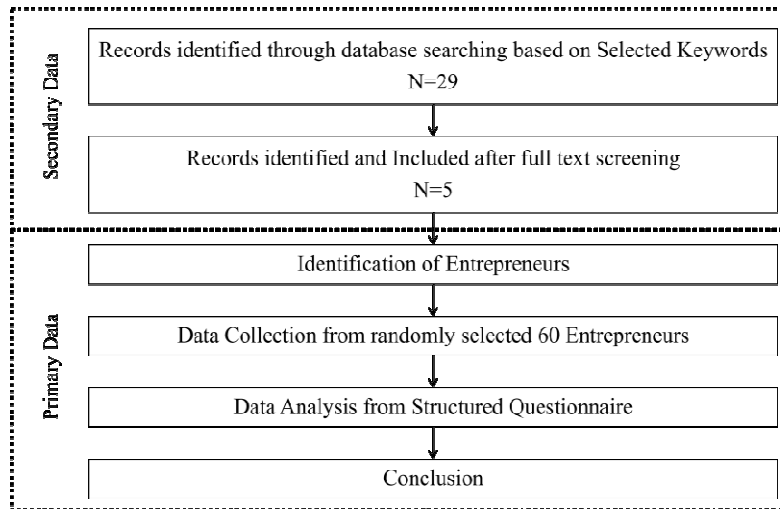 Secondary Data
Records identified through database searching based on Selected Keywords
N=29
Records identified and Included after full text screening
N=5
Primary Data
Identification of Entrepreneurs
Data Collection from randomly selected 60 Entrepreneurs
Data Analysis from Structured Questionnaire
Conclusion